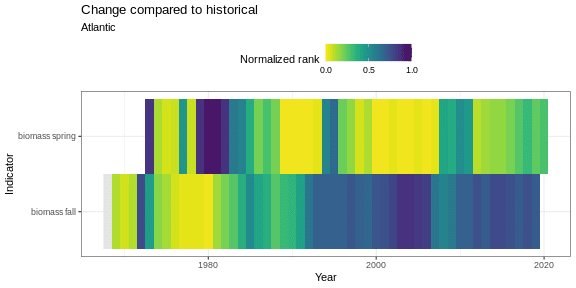 Change compared to historical
Atlantic
Normalized rank
0.0 0.5 1.0
biomass spring
biomass fall
Indicator
1980 2000 2020
Year